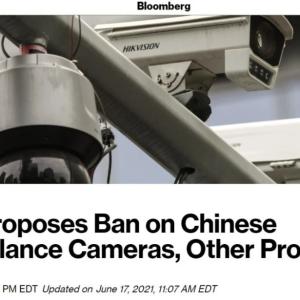 Bloomberg
HIKVISION
roposes Ban on Chinese
lance Cameras, Other Pro
PM EDT Updated on June 17, 2021, 11:07 AM EDT